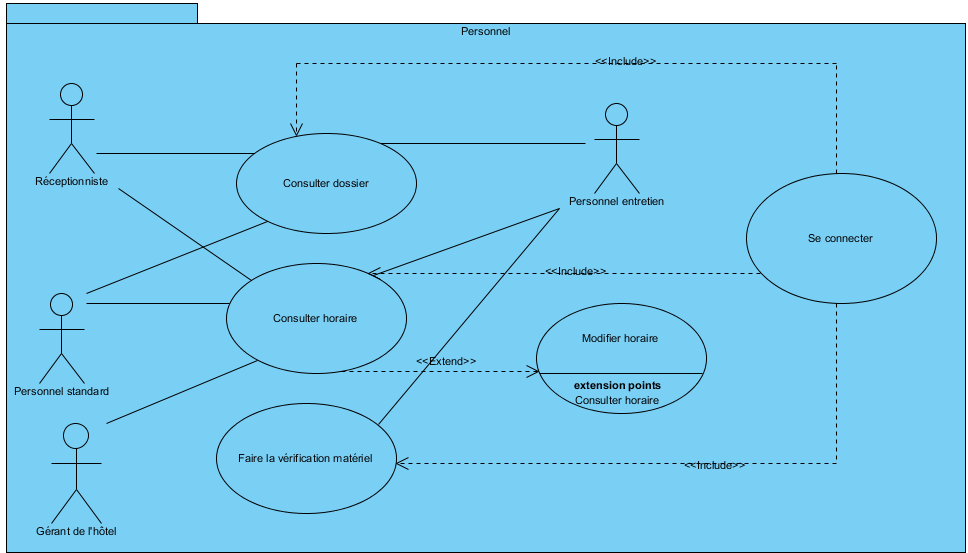 Personnel
<<Include>>
Réceptionniste
Consulter dossier
Personnel entretien
Se connecter
<<Include>>
Consulter horaire
Modifier horaire
<<Extend>>
extension points
Consulter horaire
Personnel standard
Faire la vérification matériel
<<Include>>
Gérant de l'hôtel